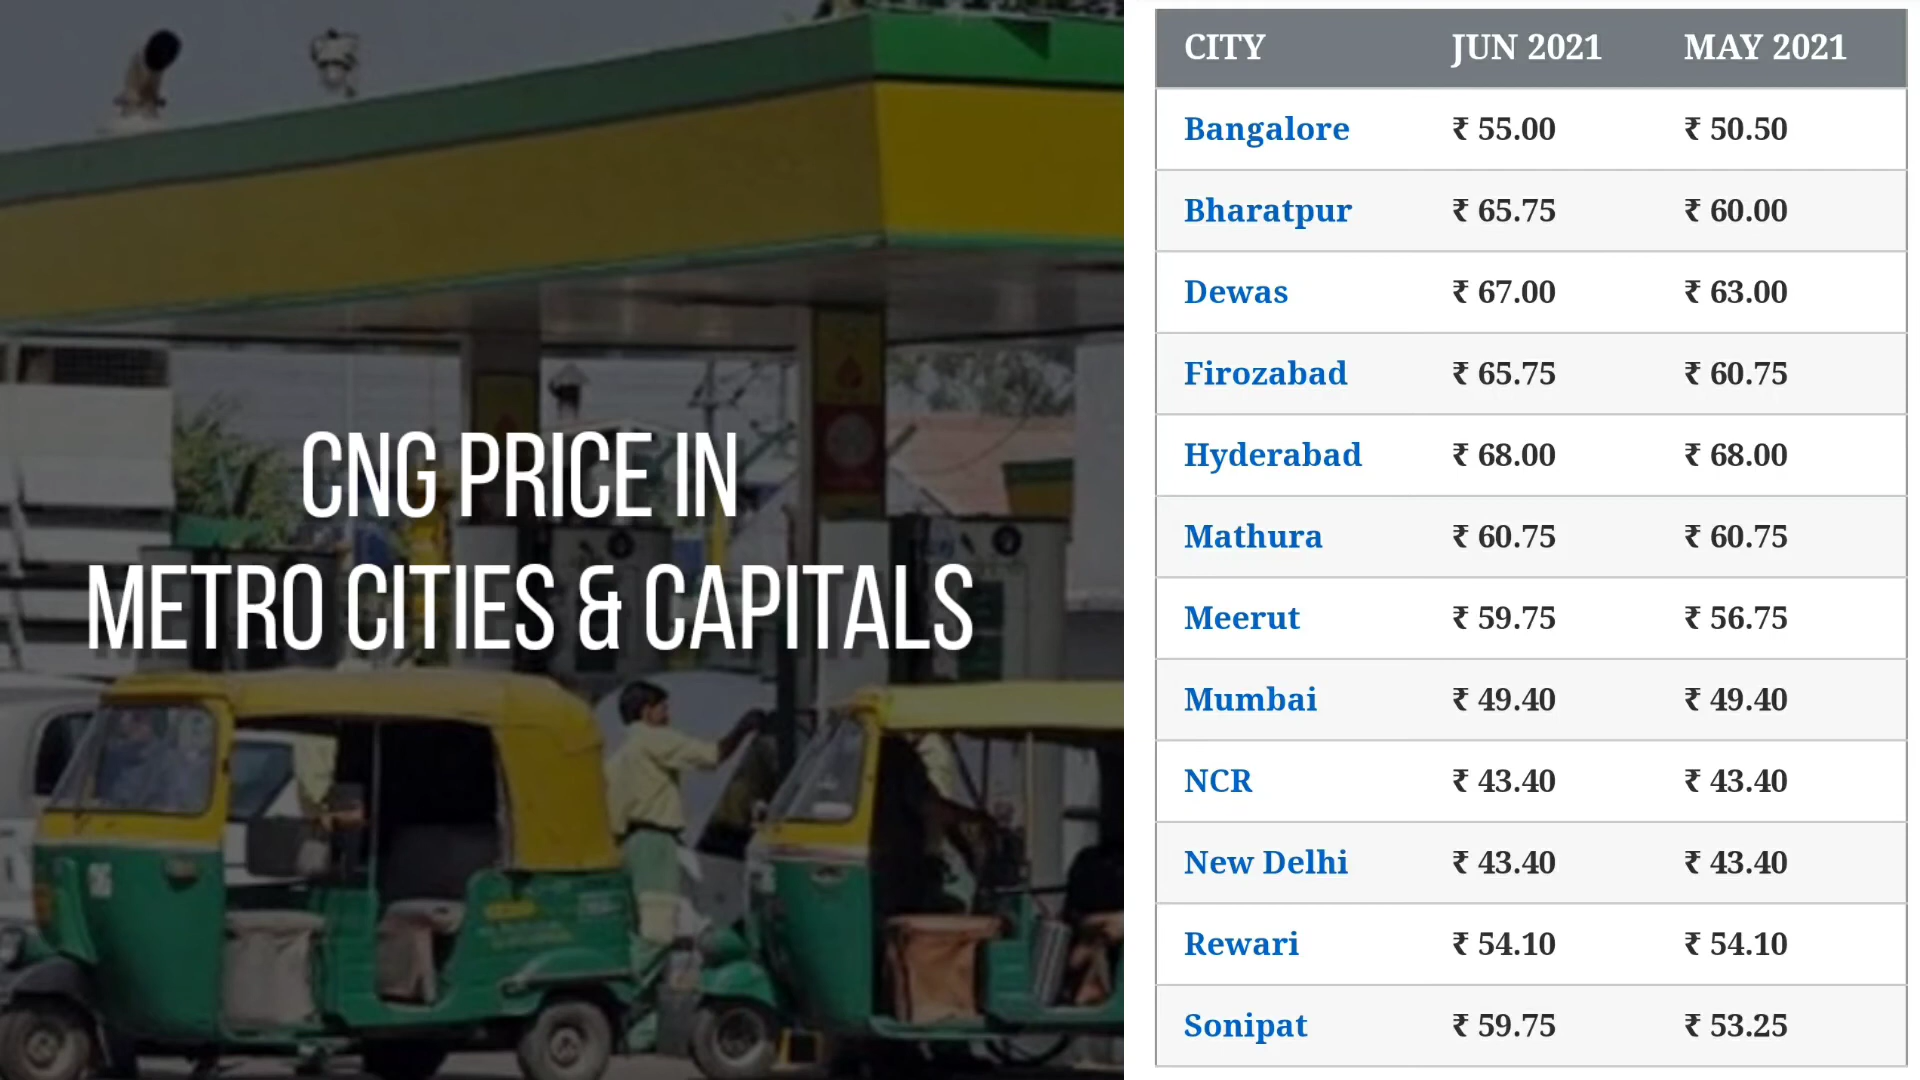 CNG PRICE IN
METRO CITIES & CAPITALS
CITY JUN 2021 MAY 2021
Bangalore ₹ 55.00 ₹ 50.50
Bharatpur ₹ 65.75 ₹ 60.00
Dewas ₹ 67.00 ₹ 63.00
Firozabad ₹ 65.75 ₹ 60.75
Hyderabad ₹ 68.00 ₹ 68.00
Mathura ₹ 60.75 ₹ 60.75
Meerut ₹ 59.75 ₹ 56.75
Mumbai ₹ 49.40 ₹ 49.40
NCR ₹ 43.40 ₹ 43.40
New Delhi ₹ 43.40 ₹ 43.40
Rewari ₹ 54.10 ₹ 54.10
Sonipat ₹ 59.75 ₹ 53.25